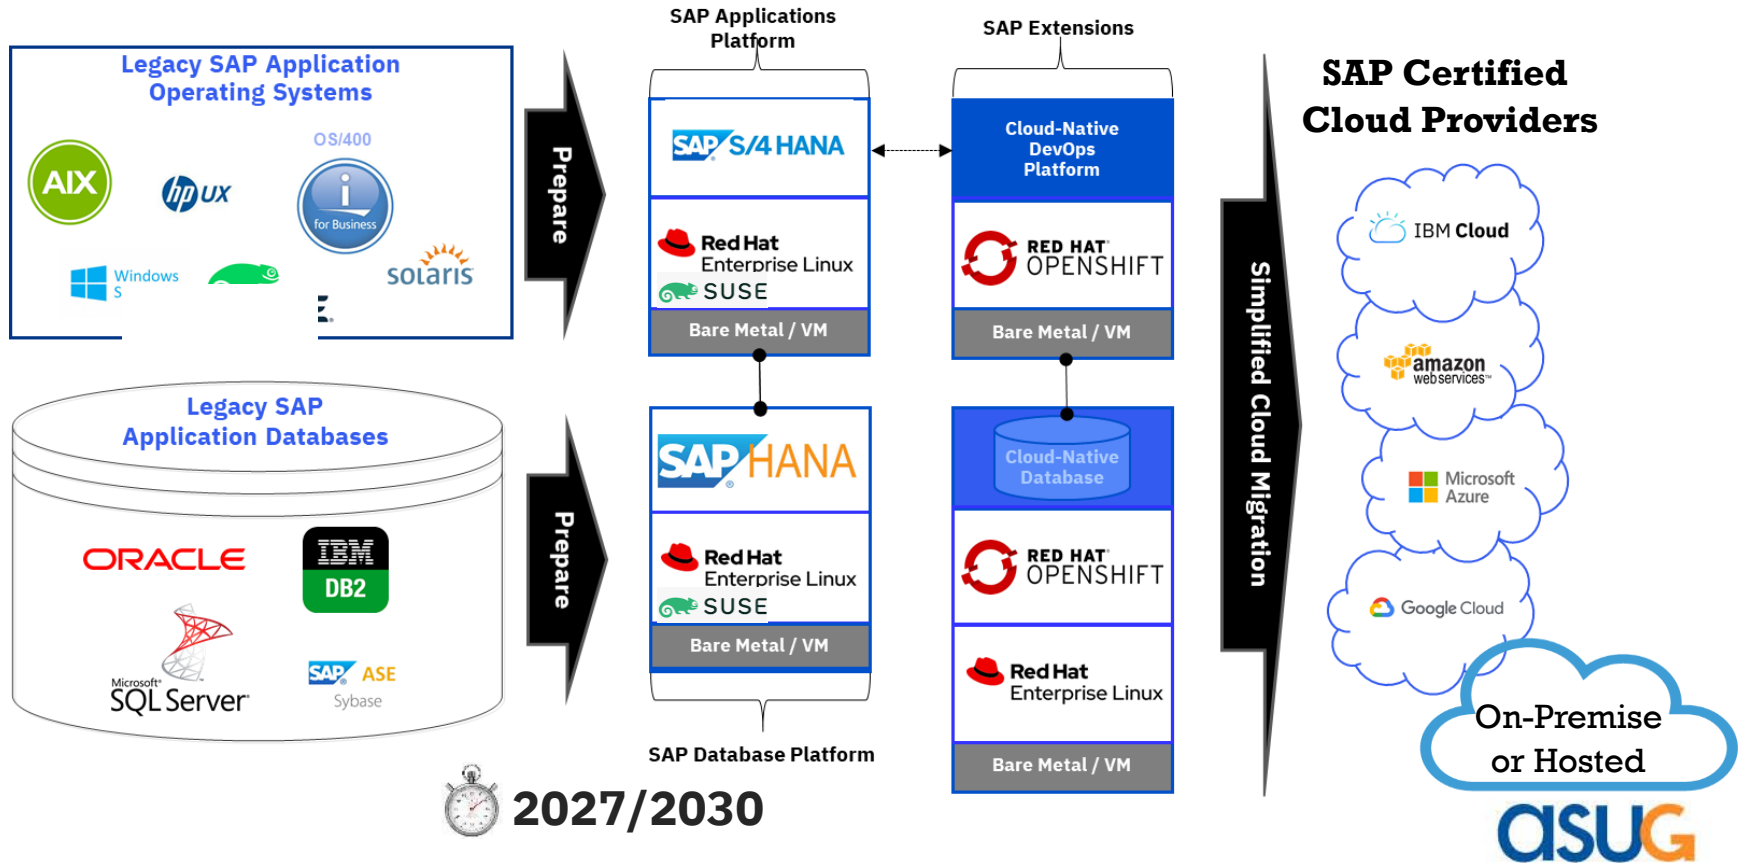 SAP Applications
Platform
SAP Extensions
Legacy SAP Application
Operating Systems
AIX
hp UX
OS/400
i
for Business
Windows
S
solaris
Prepare
SAP S/4 HANA
Red Hat
Enterprise Linux
SUSE
Bare Metal / VM
Cloud-Native
DevOps
Platform
RED HAT
OPENSHIFT
Bare Metal / VM
Legacy SAP
Application Databases
ORACLE
IBM
DB2
Microsoft
SQL Server
SAP ASE
Sybase
Prepare
SAP HANA
Red Hat
Enterprise Linux
SUSE
Bare Metal / VM
SAP Database Platform
Cloud-Native
Database
RED HAT
OPENSHIFT
Red Hat
Enterprise Linux
Bare Metal / VM
2027/2030
Simplified Cloud Migration
SAP Certified
Cloud Providers
IBM Cloud
amazon
web services™
Microsoft
Azure
Google Cloud
On-Premise
or Hosted
asug